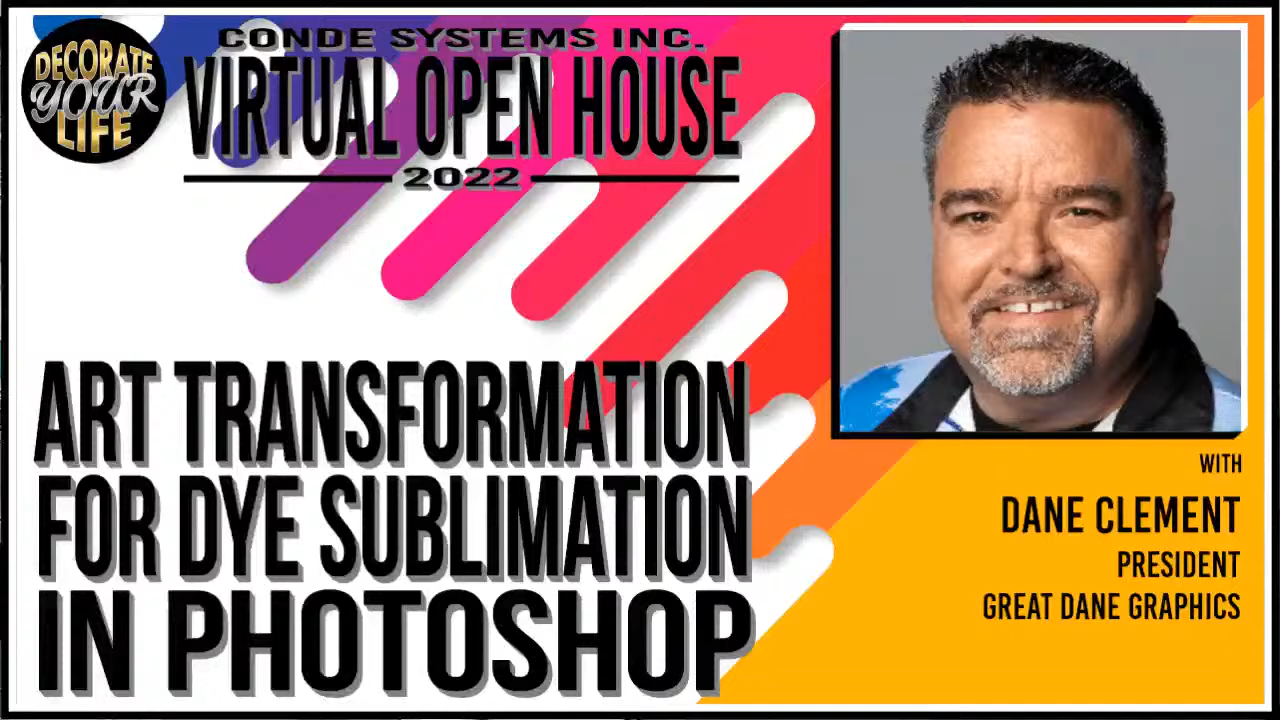 DECORATE
YOUR
LIFE
CONDE SYSTEMS INC.
VIRTUAL OPEN HOUSE
2022
ART TRANSFORMATION
FOR DYE SUBLIMATION
IN PHOTOSHOP
WITH
DANE CLEMENT
PRESIDENT
GREAT DANE GRAPHICS